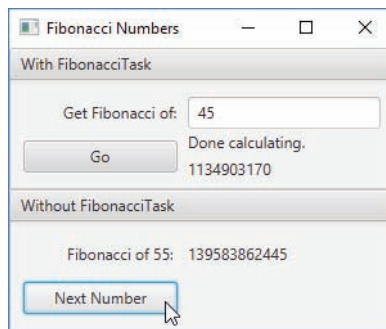 Fibonacci Numbers
With FibonacciTask
Get Fibonacci of: 45
Go
Done calculating.
1134903170
Without FibonacciTask
Fibonacci of 55: 139583862445
Next Number